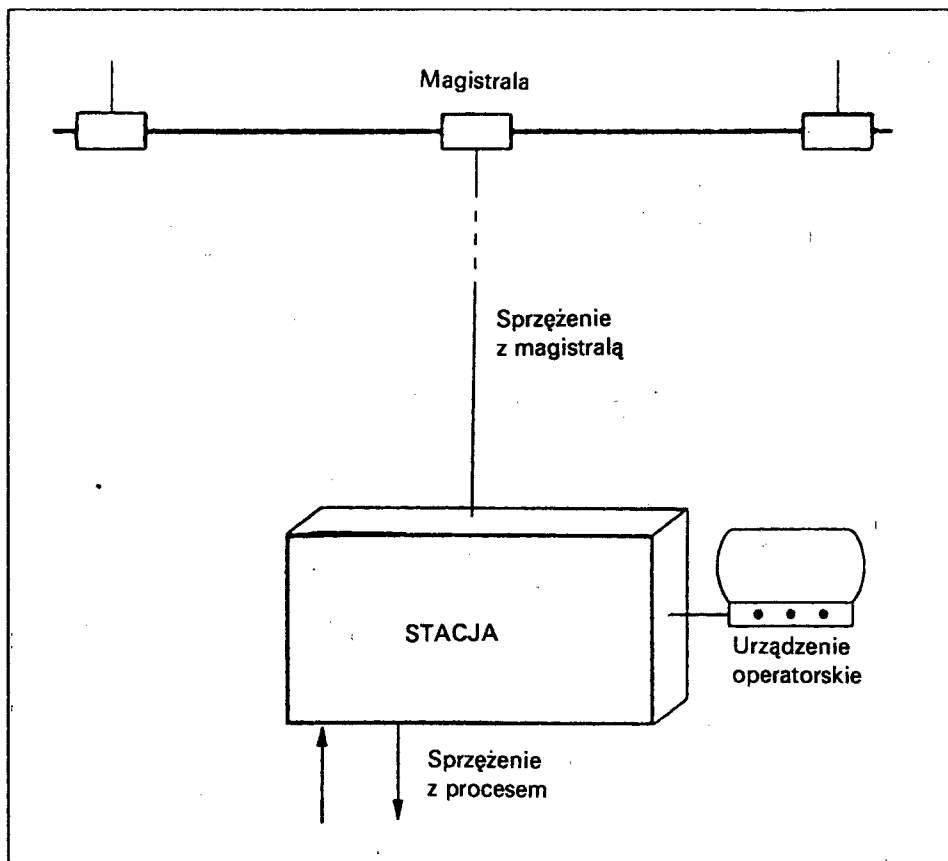 Magistrala
Sprzężenie
z magistralą
STACJA
Urządzenie
operatorskie
Sprzężenie
z procesem